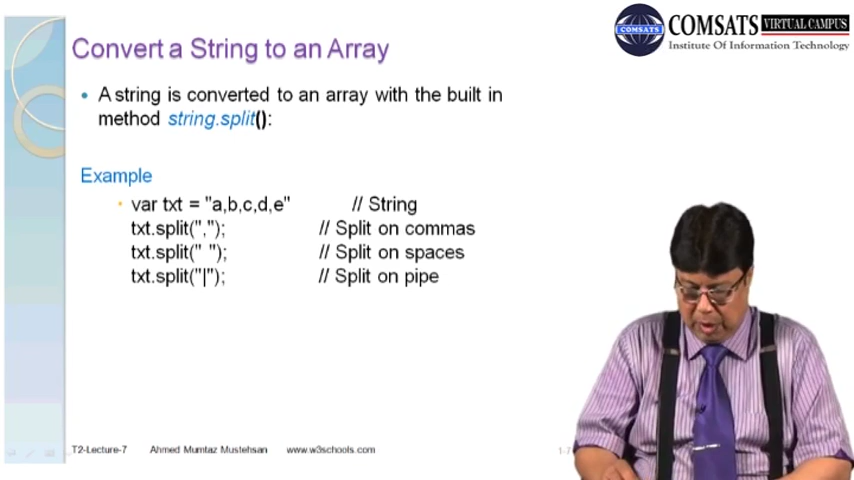 COMSATS
COMSATS VIRTUAL CAMPUS
Institute Of Information Technology
Convert a String to an Array
A string is converted to an array with the built in
method string.split():
Example
var txt = "a,b,c,d,e" // String
txt.split(","); // Split on commas
txt.split(" "); // Split on spaces
txt.split("|"); // Split on pipe
T2-Lecture-7 Ahmed Mumtaz Mustehsan www.w3schools.com